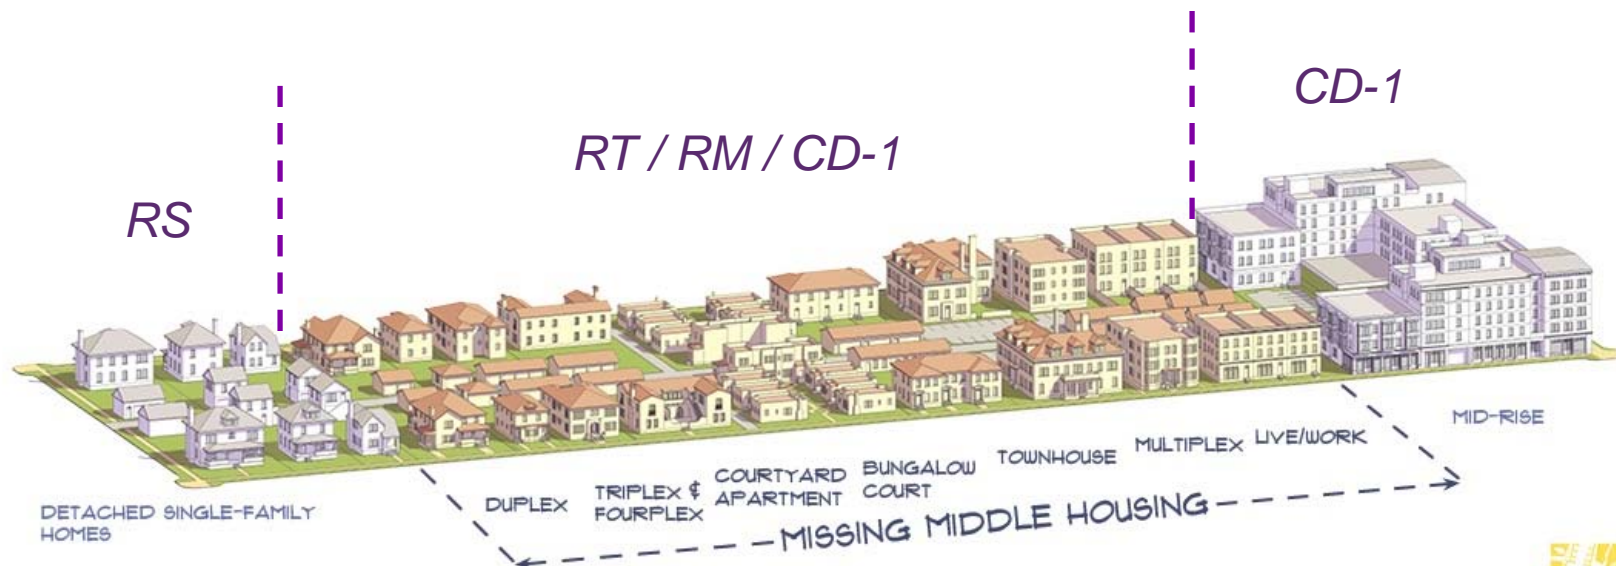 CD-1
RT / RM / CD-1
RS
DETACHED SINGLE-FAMILY
HOMES
DUPLEX
TRIPLEX &
FOURPLEX
COURTYARD
APARTMENT
BUNGALOW
COURT
TOWNHOUSE
MULTIPLEX
LIVE/WORK
MID-RISE
MISSING MIDDLE HOUSING